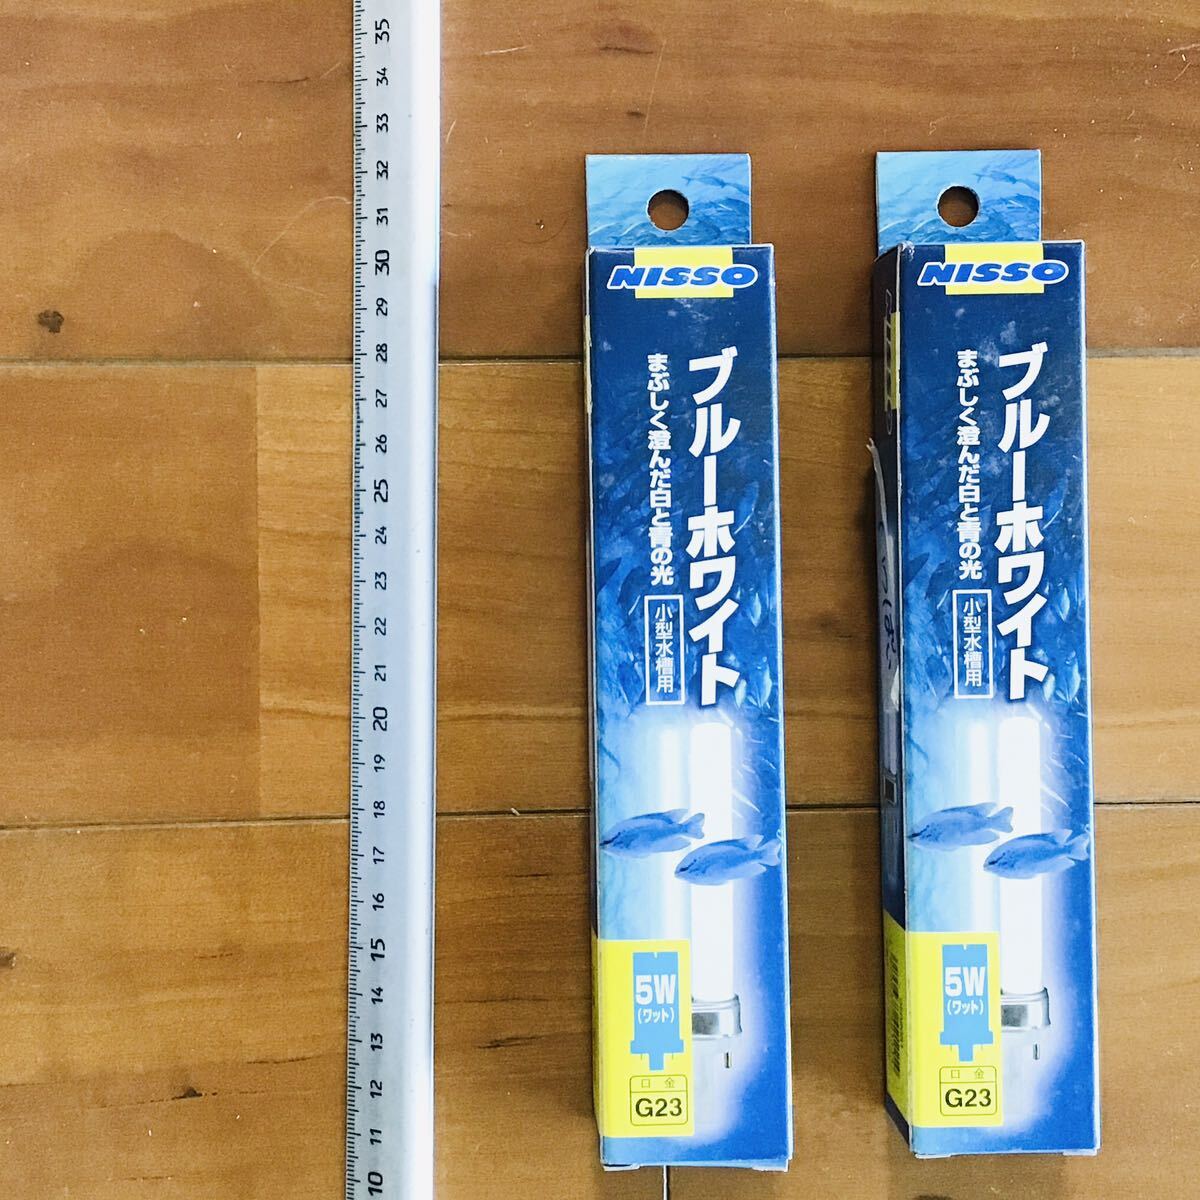 35
34
33
32
31
30
29
28
27
26
25
24
23
22
21
20
19
18
17
16
15
14
13
12
11
10
NISSO
ブルーホワイト
まぶしく澄んだ白と青の光
小型水槽用
5W
(ワット)
口金
G23
NISSO
ブルーホワイト
まぶしく澄んだ白と青の光
小型水槽用
5W
(ワット)
口金
G23